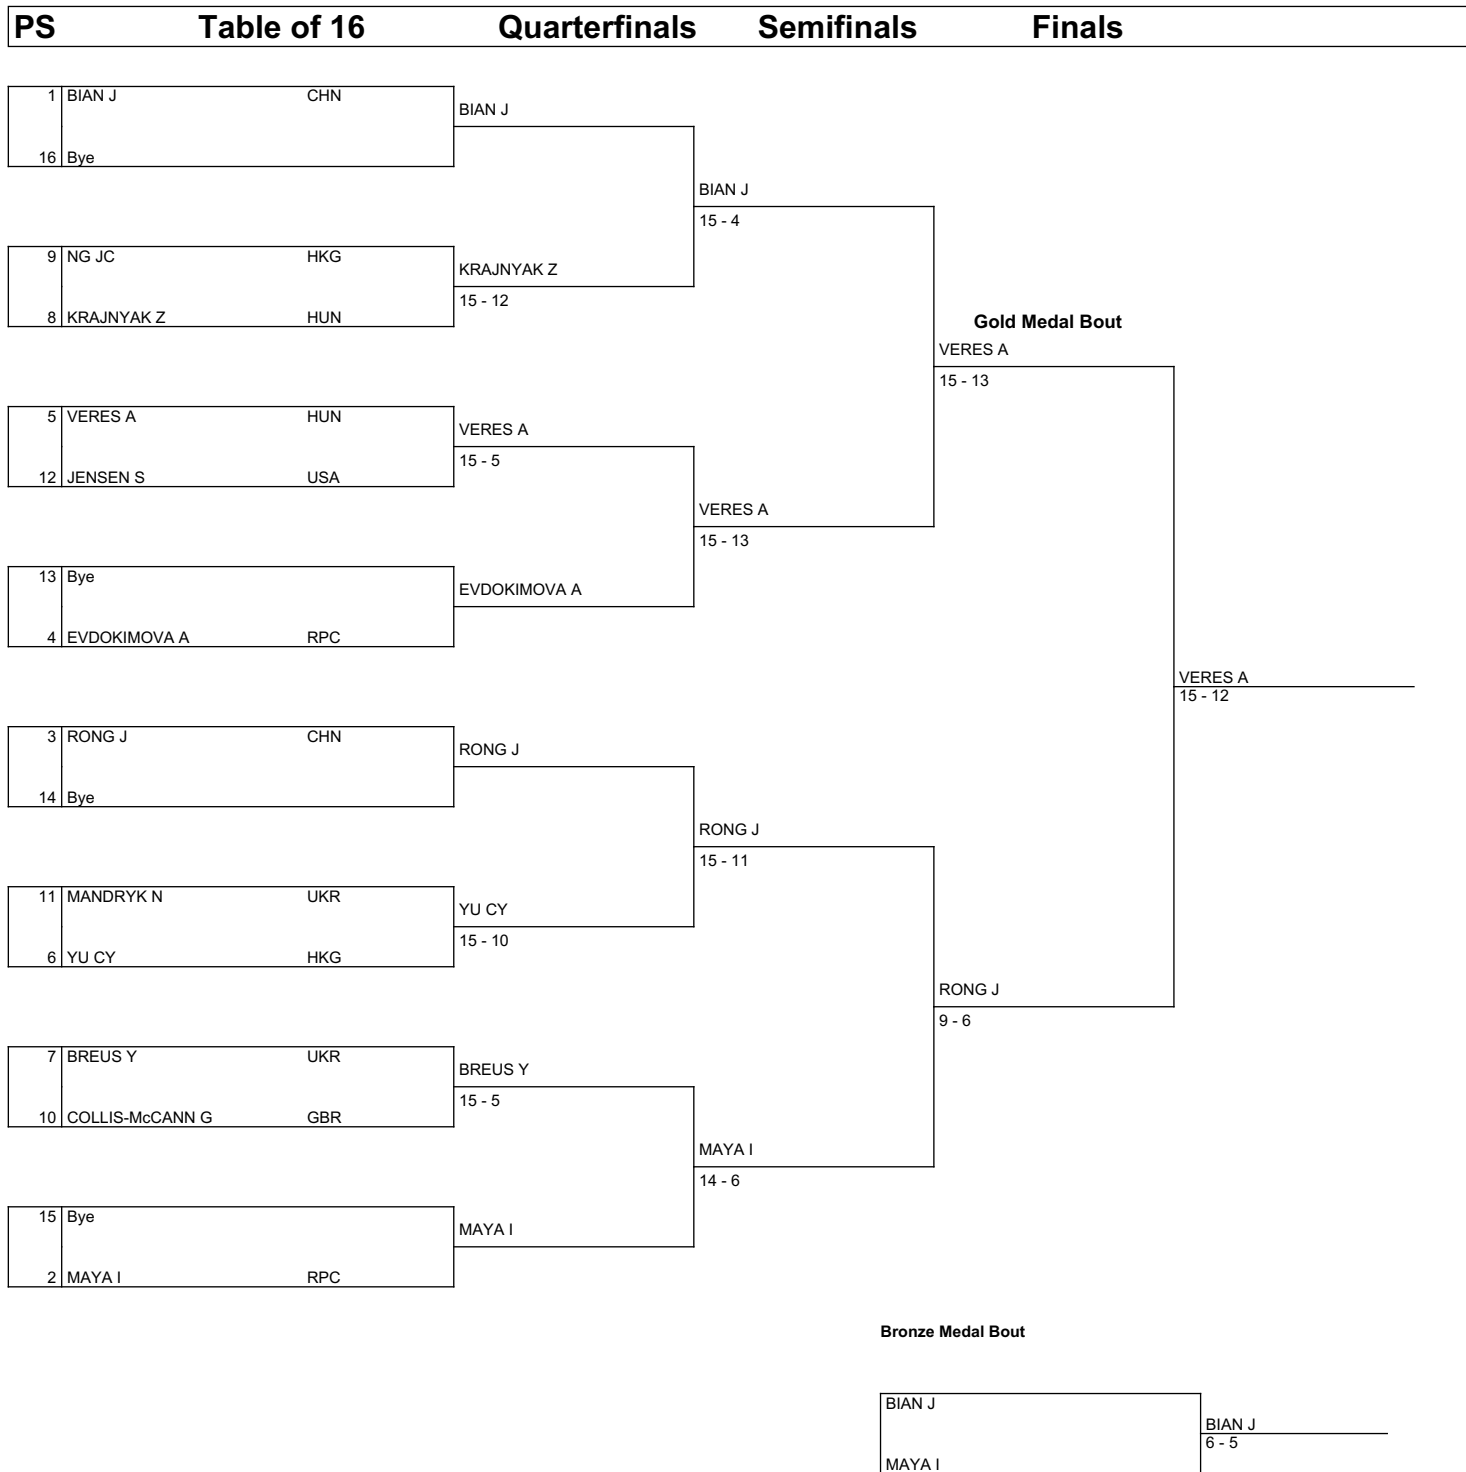 PS Table of 16 Quarterfinals Semifinals Finals
1 BIAN J CHN
BIAN J
16 Bye
BIAN J
15 - 4
9 NG JC HKG
KRAJNYAK Z
15 - 12
8 KRAJNYAK Z HUN
Gold Medal Bout
VERES A
15 - 13
5 VERES A HUN
VERES A
15 - 5
12 JENSEN S USA
VERES A
15 - 13
13 Bye
EVDOKIMOVA A
4 EVDOKIMOVA A RPC
VERES A
15 - 12
3 RONG J CHN
RONG J
14 Bye
RONG J
15 - 11
11 MANDRYK N UKR
YU CY
15 - 10
6 YU CY HKG
RONG J
9 - 6
7 BREUS Y UKR
BREUS Y
15 - 5
10 COLLIS-McCANN G GBR
MAYA I
14 - 6
15 Bye
MAYA I
2 MAYA I RPC
Bronze Medal Bout
BIAN J
BIAN J
6 - 5
MAYA I